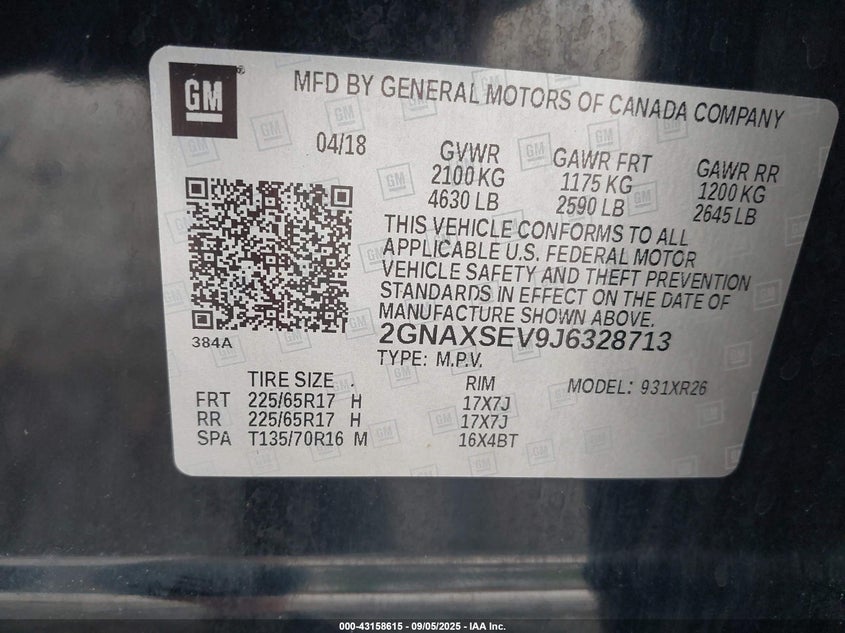 GM
MFD BY GENERAL MOTORS OF CANADA COMPANY
04/18
GVWR
2100 KG
4630 LB
GAWR FRT
1175 KG
2590 LB
GAWR RR
1200 KG
2645 LB
THIS VEHICLE CONFORMS TO ALL
APPLICABLE U.S. FEDERAL MOTOR
VEHICLE SAFETY AND THEFT PREVENTION
STANDARDS IN EFFECT ON THE DATE OF
MANUFACTURE SHOWN ABOVE.
384A
2GNAXSEV9J6328713
TYPE: M.P.V.
MODEL: 931XR26
TIRE SIZE RIM
FRT 225/65R17 H 17X7J
RR 225/65R17 H 17X7J
SPA T135/70R16 M 16X4BT
000-43158615 - 09/05/2025 - IAA Inc.